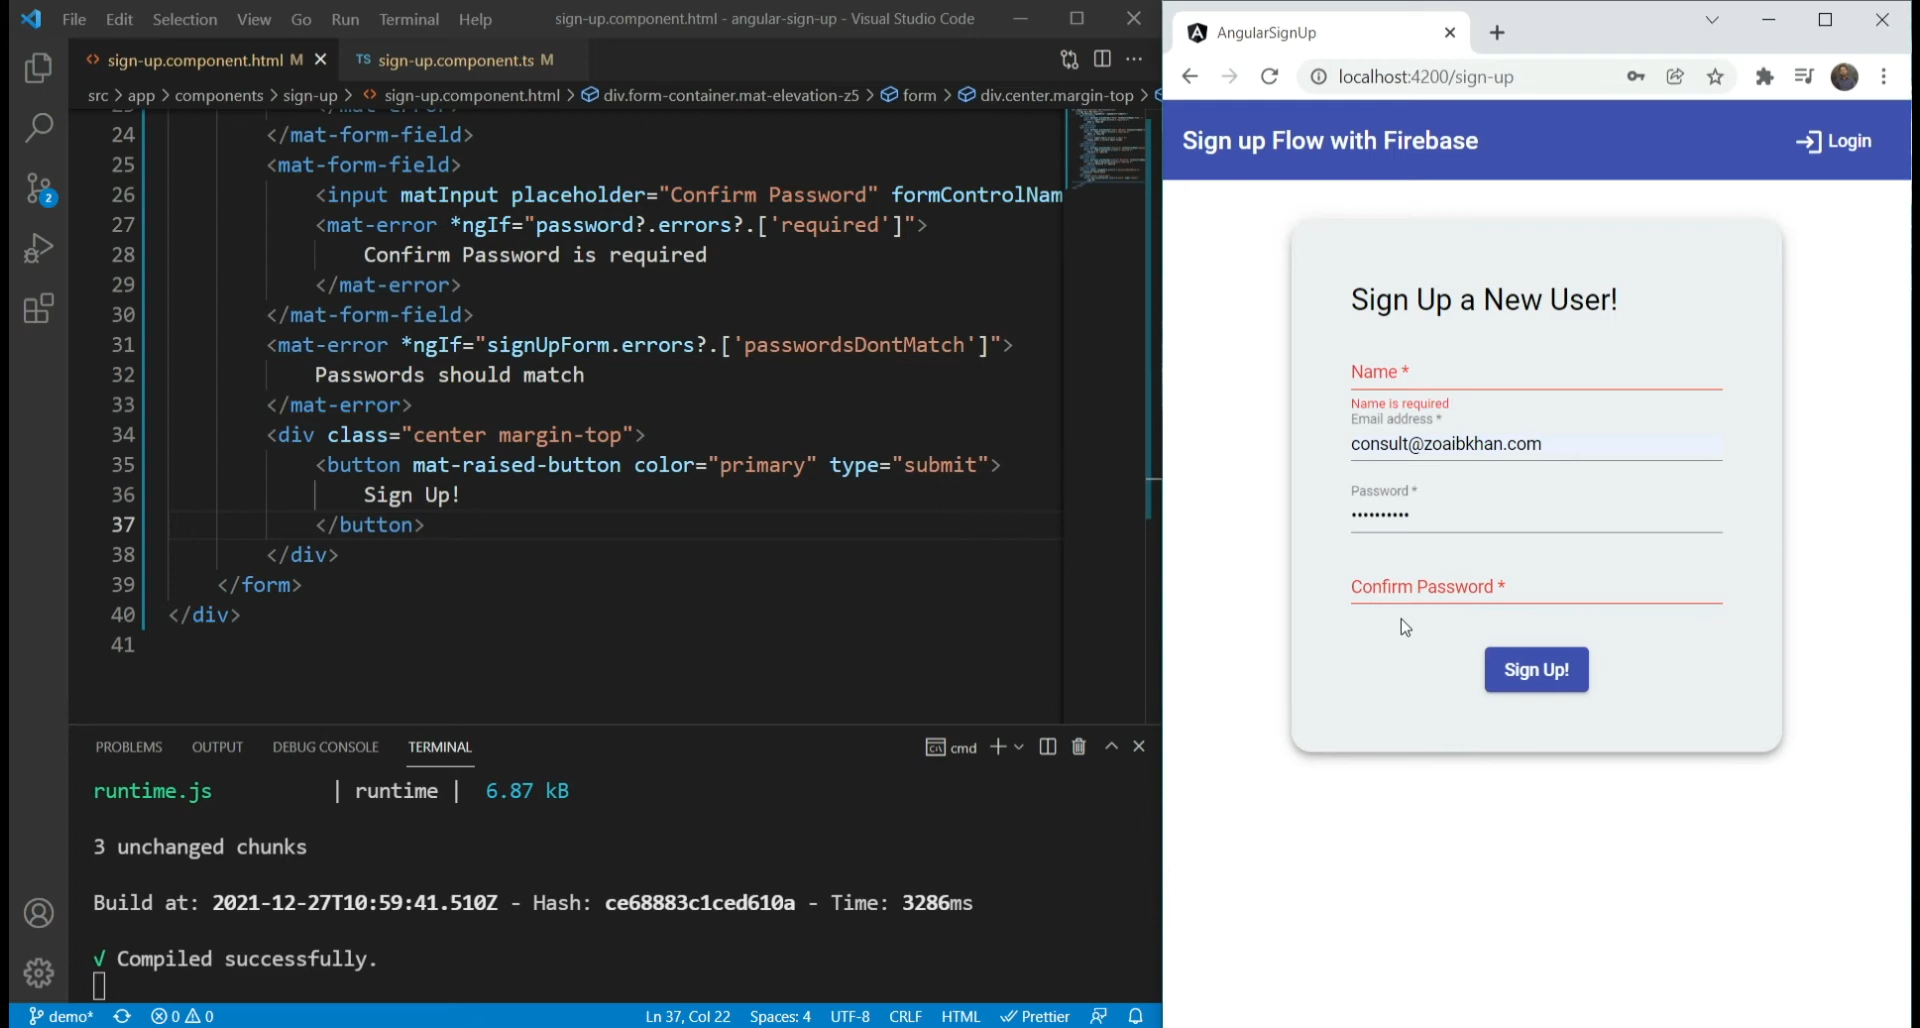 File Edit Selection View Go Run Terminal Help
sign-up.component.html - angular-sign-up - Visual Studio Code
<> sign-up.component.html M
TS sign-up.component.ts M
src > app > components > sign-up > <> sign-up.component.html > div.form-container.mat-elevation-z5 > form > div.center.margin-top >
24 </mat-form-field>
25 <mat-form-field>
26 <input matInput placeholder="Confirm Password" formControlNam
27 <mat-error *ngIf="password?.errors?.['required']">
28 Confirm Password is required
29 </mat-error>
30 </mat-form-field>
31 <mat-error *ngIf="signUpForm.errors?.['passwordsDontMatch']">
32 Passwords should match
33 </mat-error>
34 <div class="center margin-top">
35 <button mat-raised-button color="primary" type="submit">
36 Sign Up!
37 </button>
38 </div>
39 </form>
40 </div>
41
2
PROBLEMS OUTPUT DEBUG CONSOLE TERMINAL
cmd
runtime.js | runtime | 6.87 kB
3 unchanged chunks
Build at: 2021-12-27T10:59:41.510Z - Hash: ce68883c1ced610a - Time: 3286ms
√ Compiled successfully.
demo* 0 0
Ln 37, Col 22 Spaces: 4 UTF-8 CRLF HTML Prettier
AngularSignUp
localhost:4200/sign-up
Sign up Flow with Firebase
Login
Sign Up a New User!
Name *
Name is required
Email address *
consult@zoaibkhan.com
Password *
••••••••••
Confirm Password *
Sign Up!